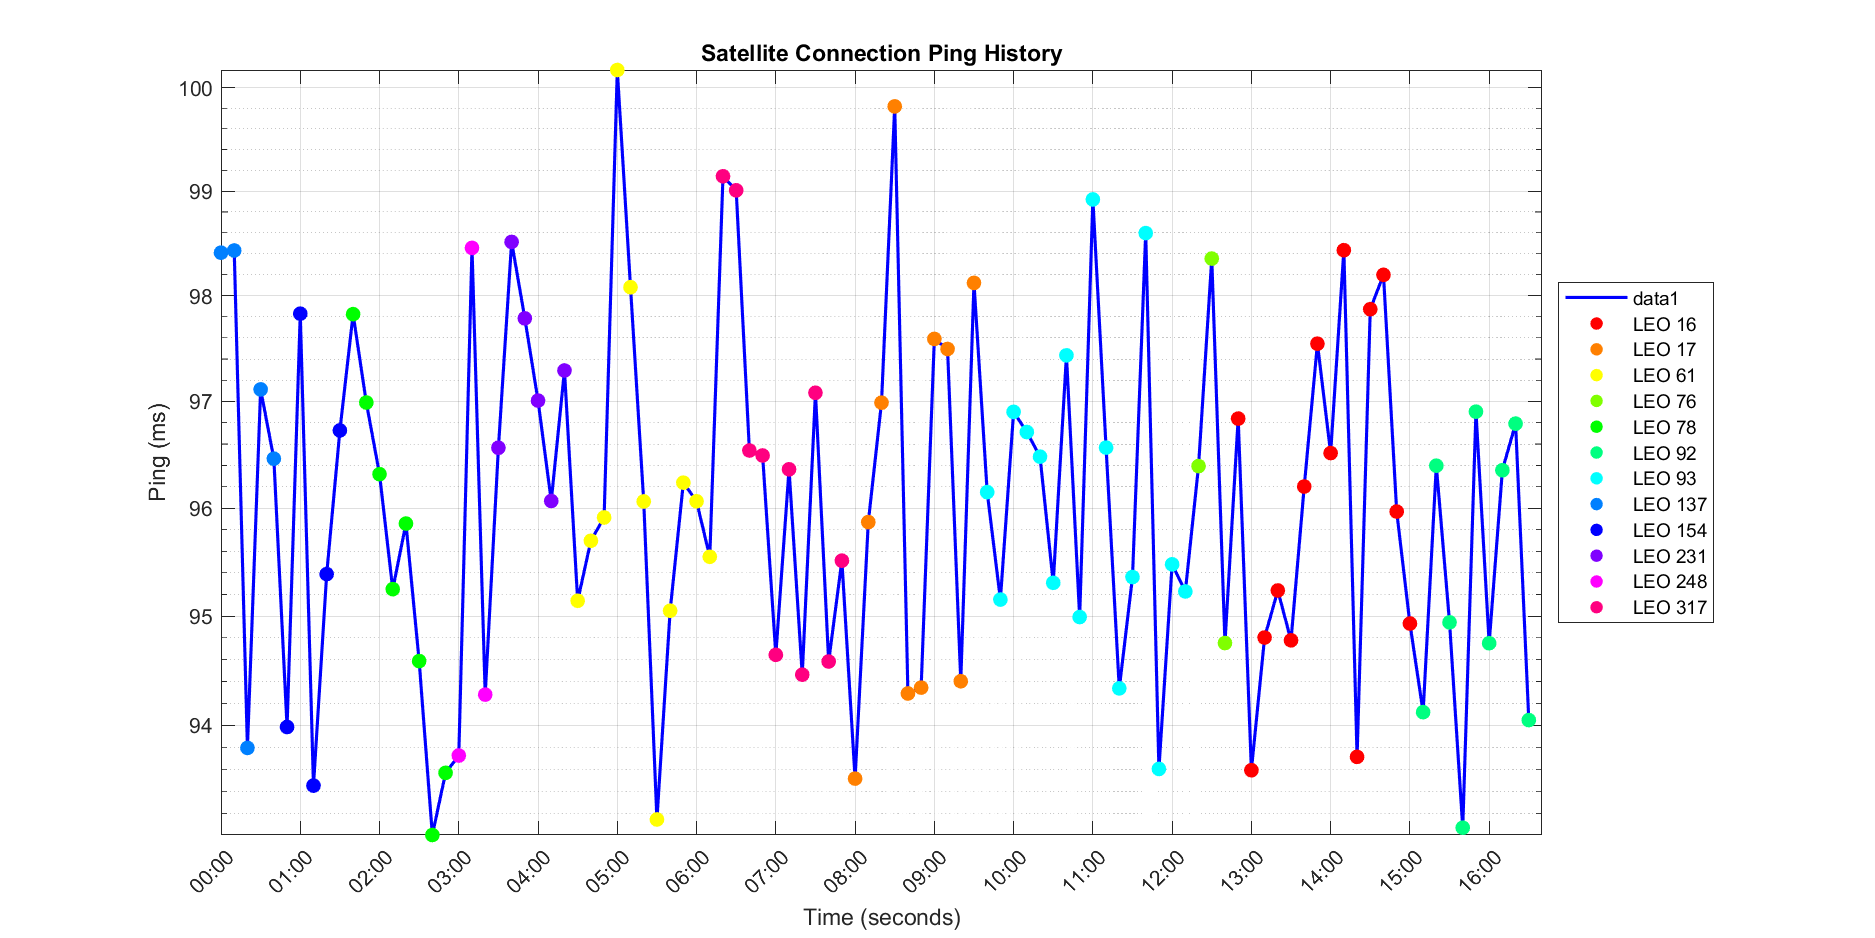 Satellite Connection Ping History
100
99
98
97
96
95
94
Ping (ms)
00:00
01:00
02:00
03:00
04:00
05:00
06:00
07:00
08:00
09:00
10:00
11:00
12:00
13:00
14:00
15:00
16:00
Time (seconds)
data1
LEO 16
LEO 17
LEO 61
LEO 76
LEO 78
LEO 92
LEO 93
LEO 137
LEO 154
LEO 231
LEO 248
LEO 317